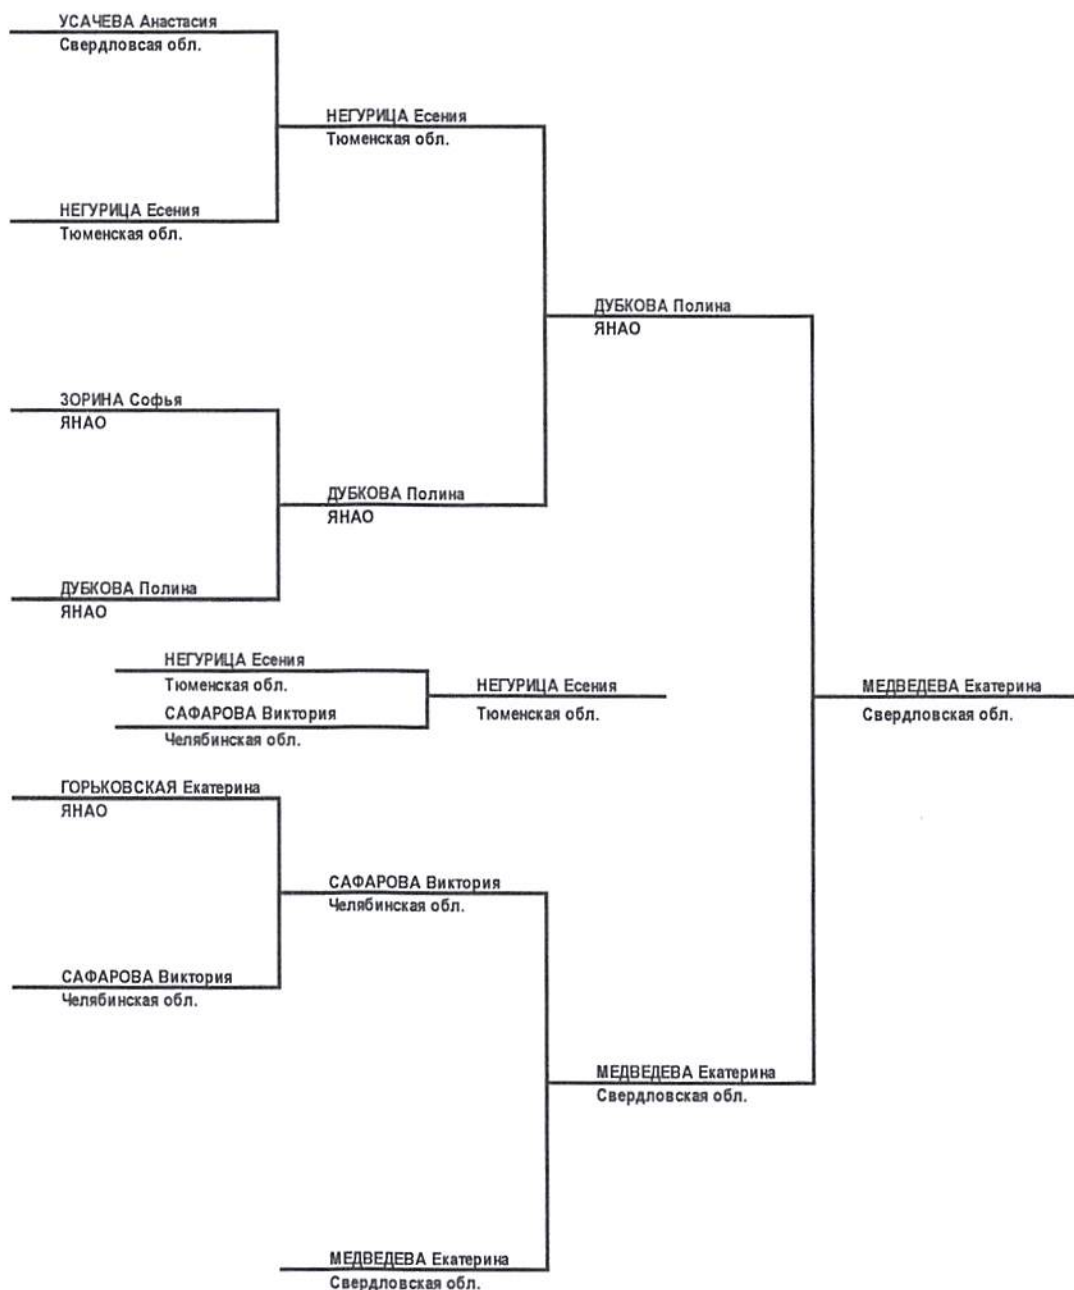 УСАЧЕВА Анастасия
Свердловсая обл.
НЕГУРИЦА Есения
Тюменская обл.
НЕГУРИЦА Есения
Тюменская обл.
ДУБКОВА Полина
ЯНАО
ЗОРИНА Софья
ЯНАО
ДУБКОВА Полина
ЯНАО
ДУБКОВА Полина
ЯНАО
НЕГУРИЦА Есения
Тюменская обл.
САФАРОВА Виктория
Челябинская обл.
НЕГУРИЦА Есения
Тюменская обл.
МЕДВЕДЕВА Екатерина
Свердловская обл.
ГОРЬКОВСКАЯ Екатерина
ЯНАО
САФАРОВА Виктория
Челябинская обл.
САФАРОВА Виктория
Челябинская обл.
МЕДВЕДЕВА Екатерина
Свердловская обл.
МЕДВЕДЕВА Екатерина
Свердловская обл.